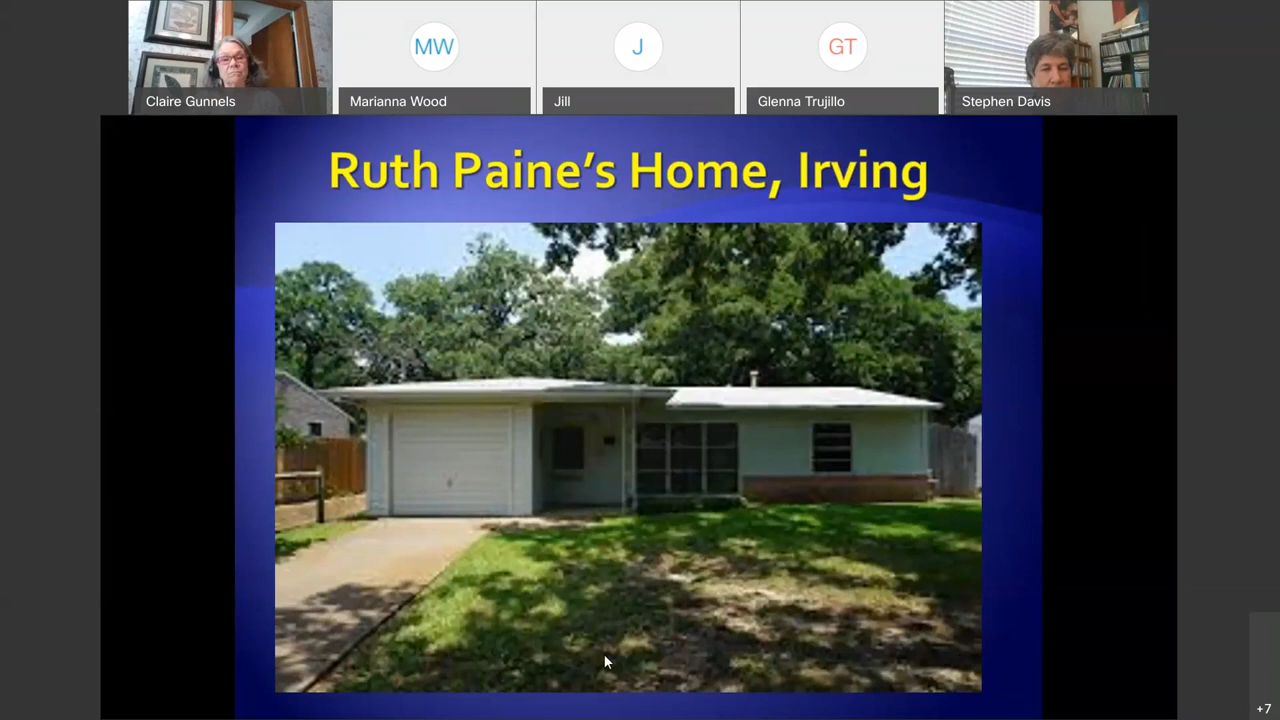 MW
J
GT
Claire Gunnels
Marianna Wood
Jill
Glenna Trujillo
Stephen Davis
Ruth Paine's Home, Irving
+7